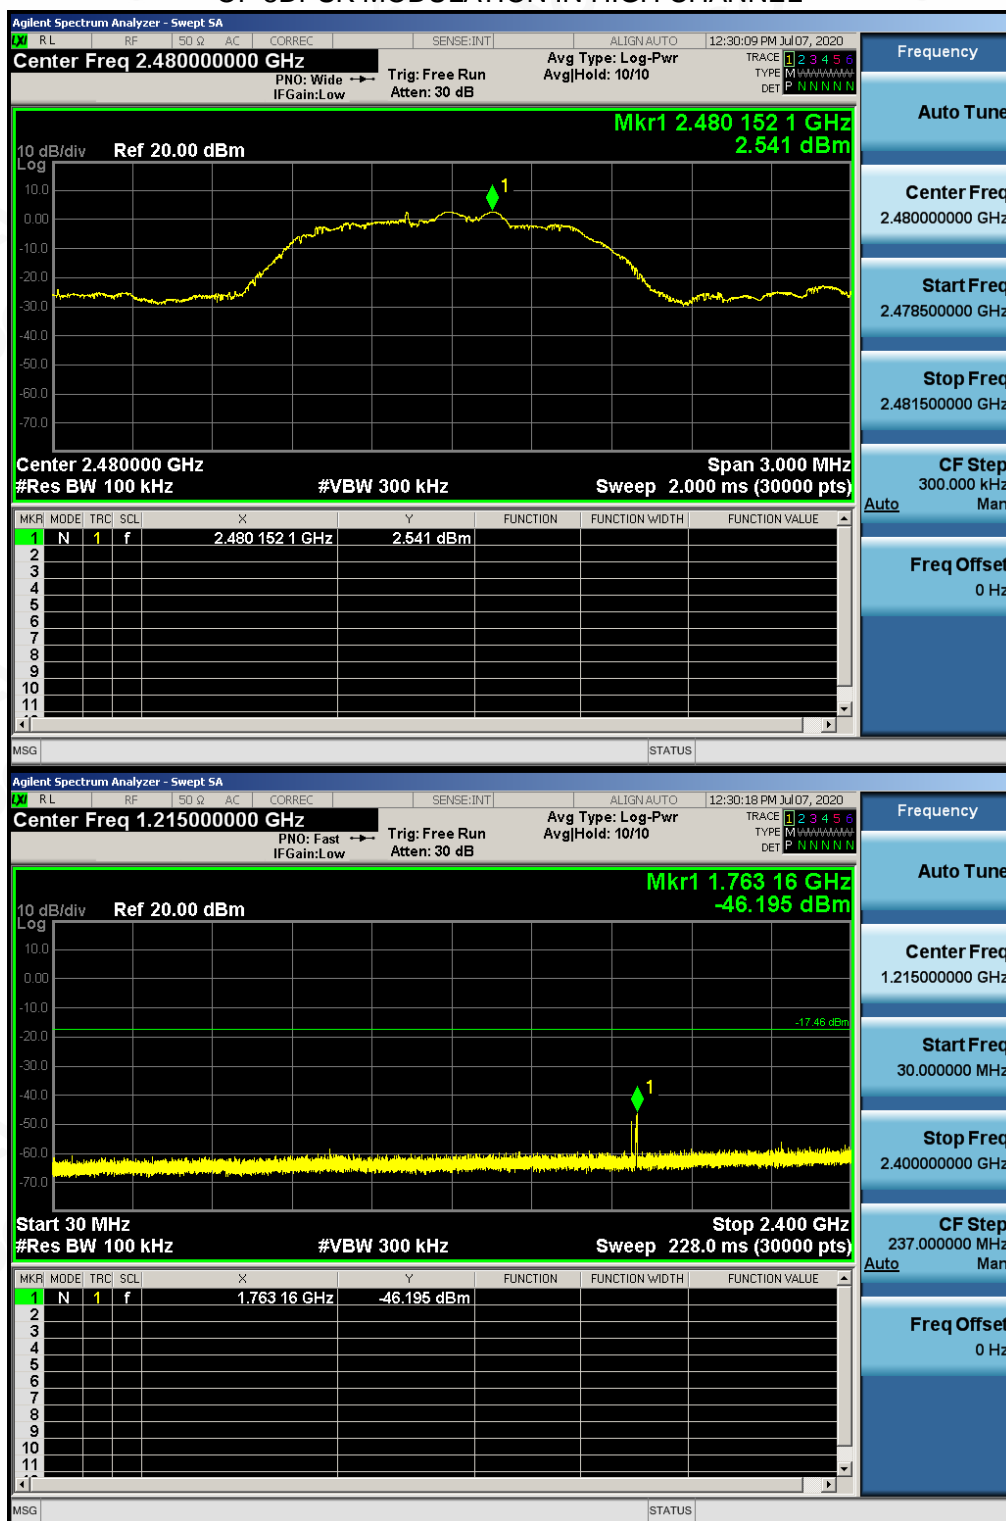 OF 8DPSK MODULATION IN HIGH CHANNEL
Agilent Spectrum Analyzer - Swept SA
LXI RL RF 50 Ω AC CORREC SENSE:INT ALIGN AUTO 12:30:09 PM Jul 07, 2020
Center Freq 2.480000000 GHz
PNO: Wide
IFGain:Low
Trig: Free Run
Atten: 30 dB
Avg Type: Log-Pwr
Avg|Hold: 10/10
TRACE 1 2 3 4 5 6
TYPE M
DET P N N N N N
Mkr1 2.480 152 1 GHz
2.541 dBm
10 dB/div Ref 20.00 dBm
Log
10.0
0.00
-10.0
-20.0
-30.0
-40.0
-50.0
-60.0
-70.0
1
Center 2.480000 GHz Span 3.000 MHz
#Res BW 100 kHz #VBW 300 kHz Sweep 2.000 ms (30000 pts)
MKR MODE TRC SCL X Y FUNCTION FUNCTION WIDTH FUNCTION VALUE
1 N 1 f 2.480 152 1 GHz 2.541 dBm
2
3
4
5
6
7
8
9
10
11
MSG STATUS
Frequency
Auto Tune
Center Freq
2.480000000 GHz
Start Freq
2.478500000 GHz
Stop Freq
2.481500000 GHz
CF Step
300.000 kHz
Auto Man
Freq Offset
0 Hz
Agilent Spectrum Analyzer - Swept SA
LXI RL RF 50 Ω AC CORREC SENSE:INT ALIGN AUTO 12:30:18 PM Jul 07, 2020
Center Freq 1.215000000 GHz
PNO: Fast
IFGain:Low
Trig: Free Run
Atten: 30 dB
Avg Type: Log-Pwr
Avg|Hold: 10/10
TRACE 1 2 3 4 5 6
TYPE M
DET P N N N N N
Mkr1 1.763 16 GHz
-46.195 dBm
10 dB/div Ref 20.00 dBm
Log
10.0
0.00
-10.0
-20.0
-30.0
-40.0
-50.0
-60.0
-70.0
-17.46 dBm
1
Start 30 MHz Stop 2.400 GHz
#Res BW 100 kHz #VBW 300 kHz Sweep 228.0 ms (30000 pts)
MKR MODE TRC SCL X Y FUNCTION FUNCTION WIDTH FUNCTION VALUE
1 N 1 f 1.763 16 GHz -46.195 dBm
2
3
4
5
6
7
8
9
10
11
MSG STATUS
Frequency
Auto Tune
Center Freq
1.215000000 GHz
Start Freq
30.000000 MHz
Stop Freq
2.400000000 GHz
CF Step
237.000000 MHz
Auto Man
Freq Offset
0 Hz